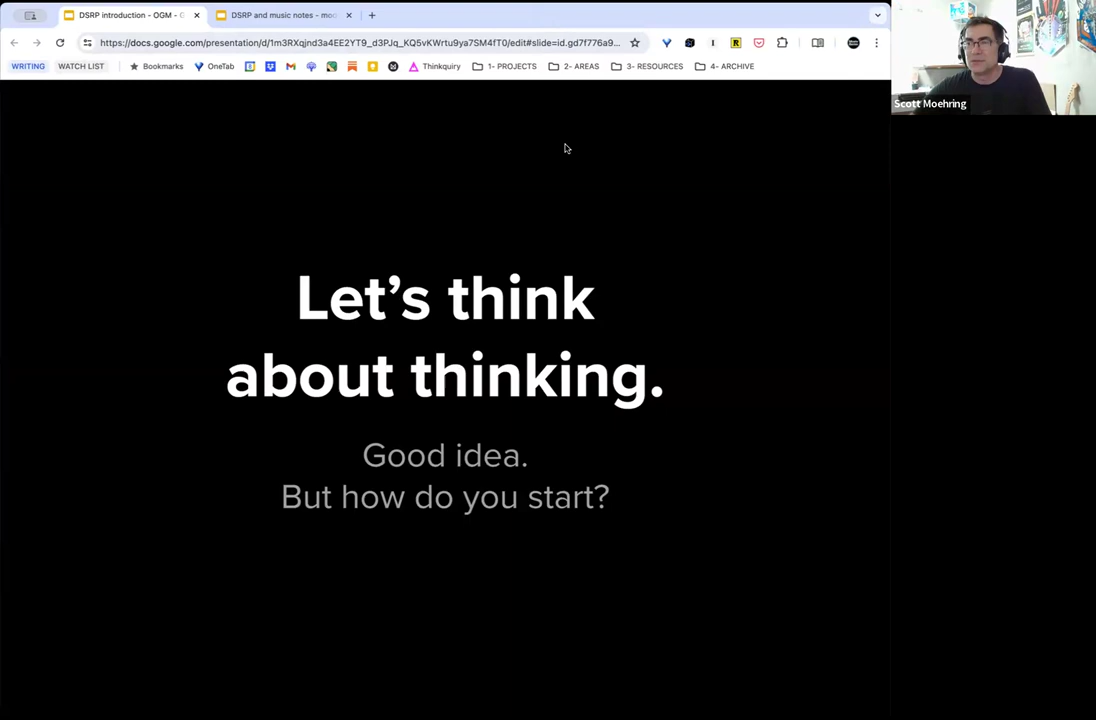 DSRP introduction - OGM - G
DSRP and music notes - moo
https://docs.google.com/presentation/d/1m3RXqjnd3a4EE2YT9_d3PJq_KQ5vKWrtu9ya7SM4fT0/edit#slide=id.gd7f776a9...
WRITING
WATCH LIST
Bookmarks
OneTab
Thinkquiry
1- PROJECTS
2- AREAS
3- RESOURCES
4- ARCHIVE
Scott Moehring
Let’s think
about thinking.
Good idea.
But how do you start?